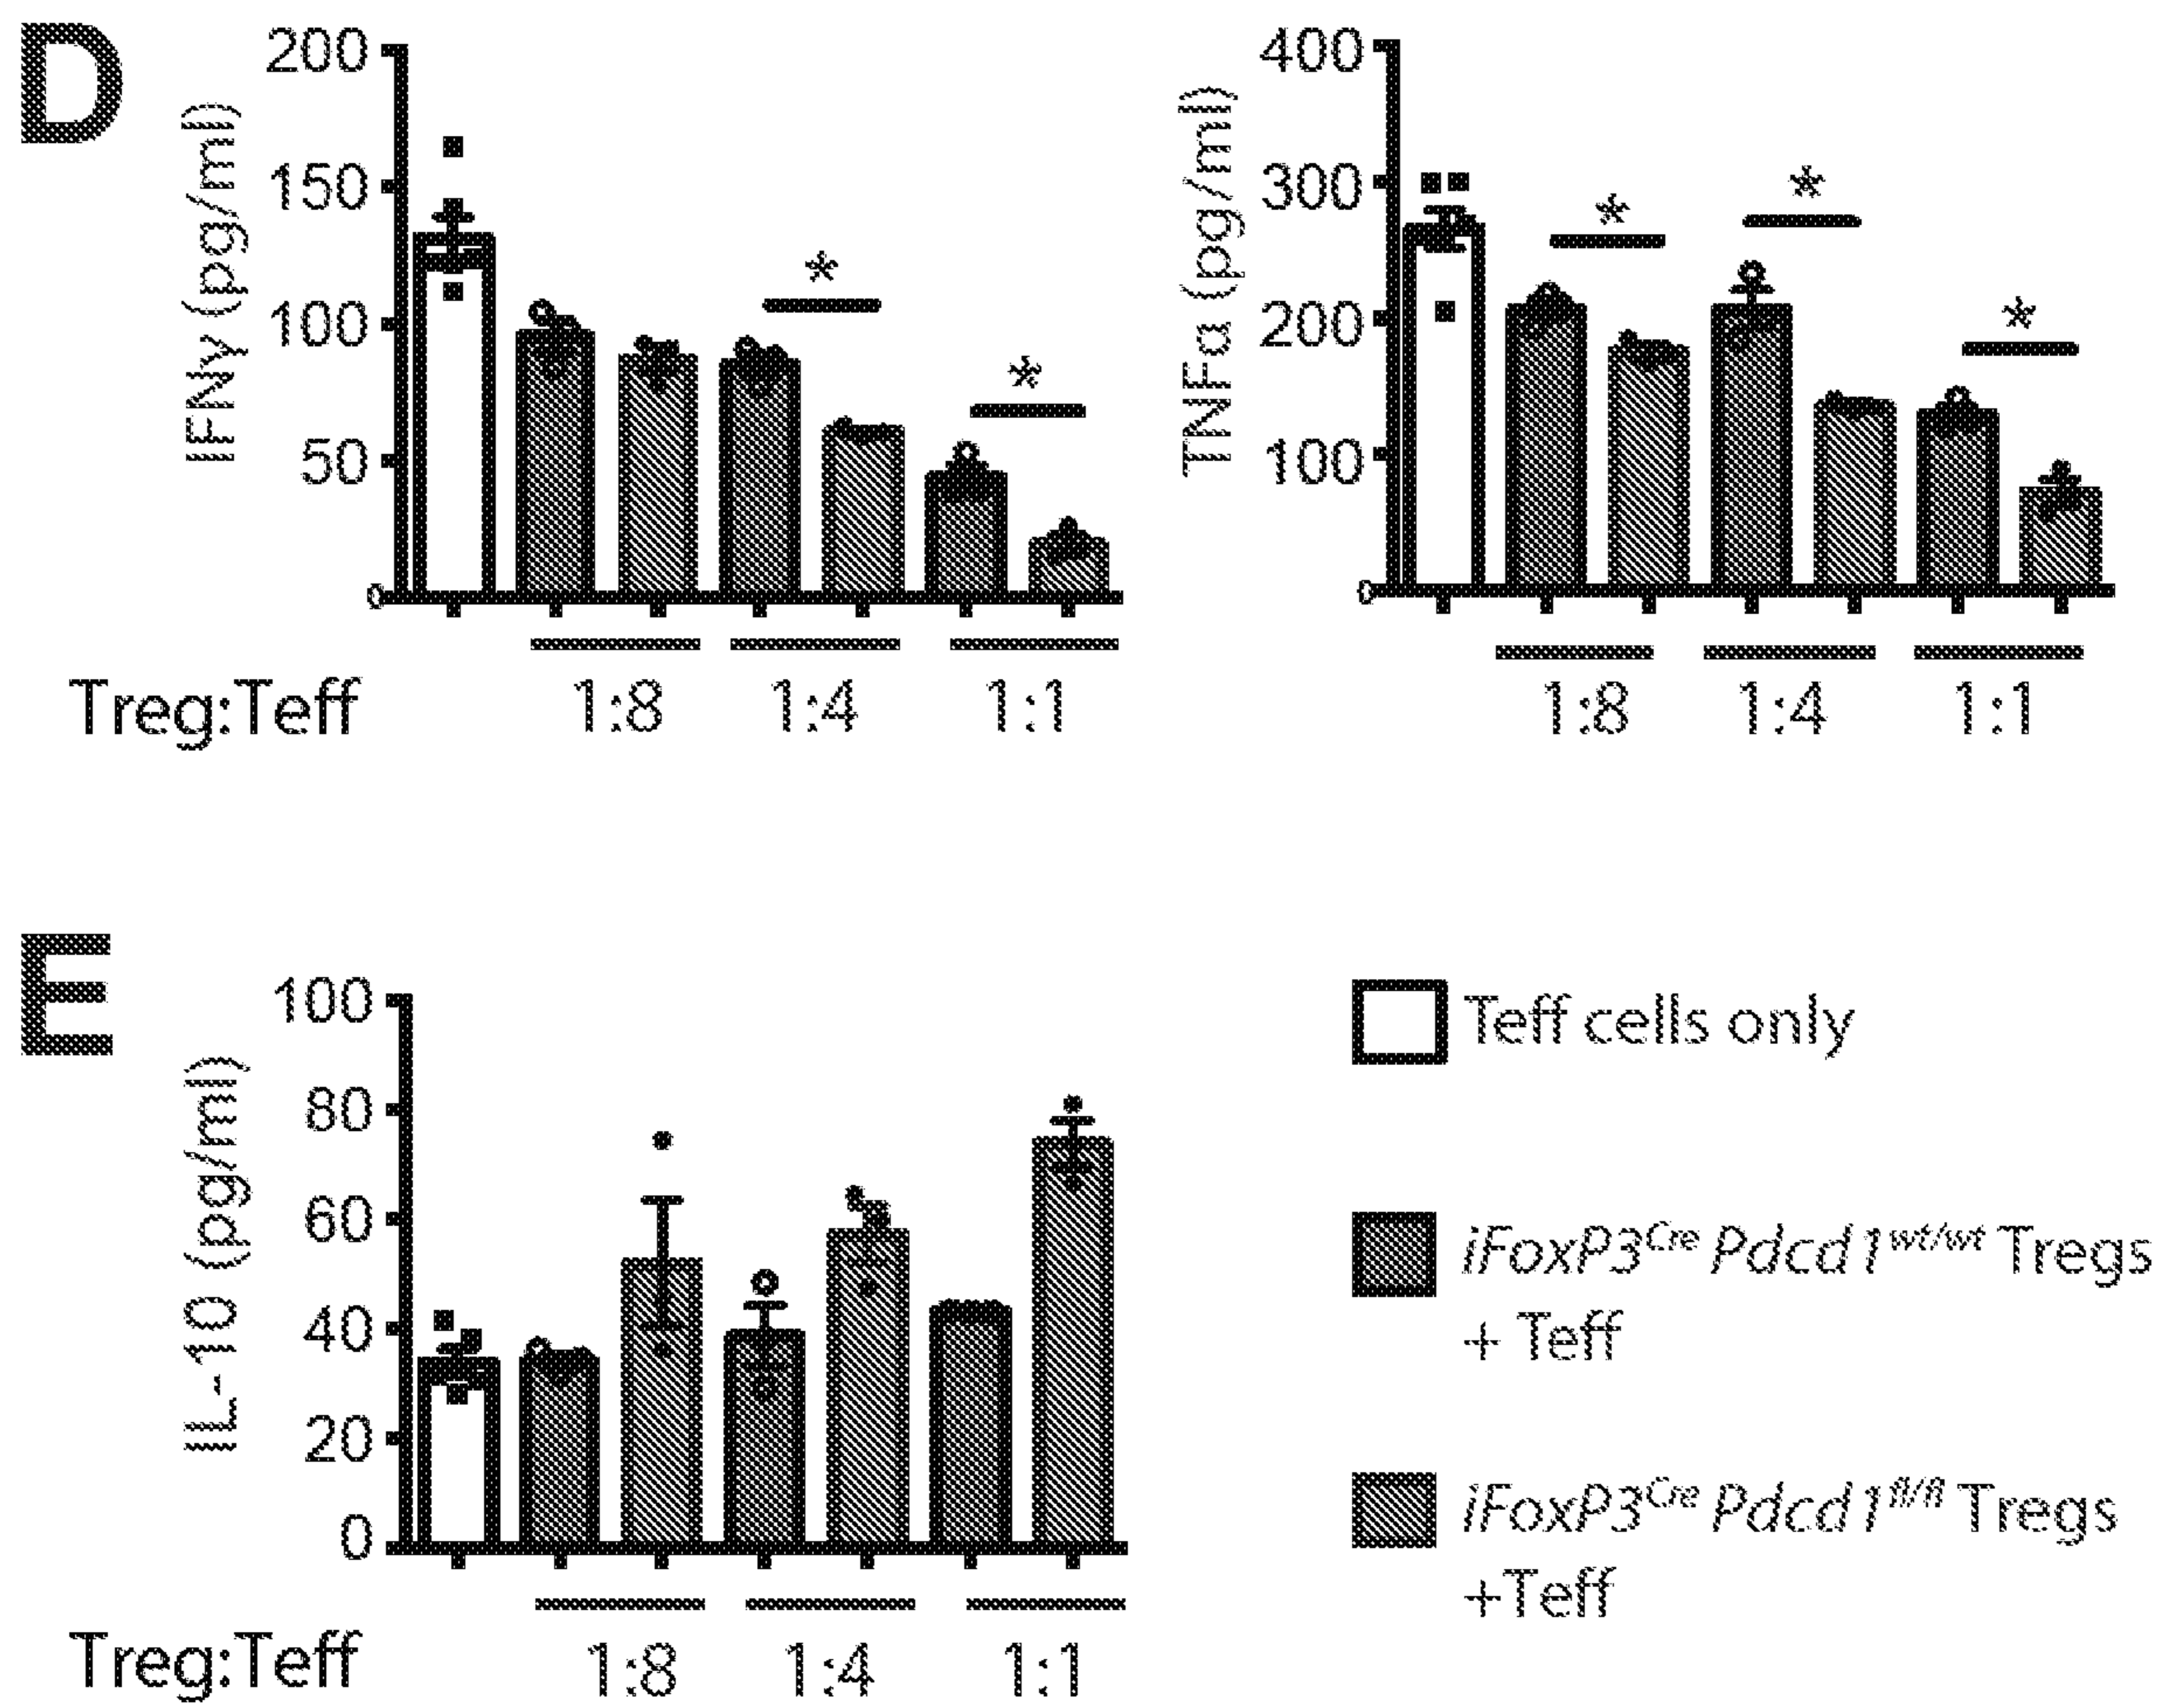 D
200
150
100
50
0
IFNγ (pg/ml)
*
*
Treg:Teff
1:8 1:4 1:1
400
300
200
100
0
TNFa (pg/ml)
*
*
*
1:8 1:4 1:1
E
100
80
60
40
20
0
IL-10 (pg/ml)
Treg:Teff
1:8 1:4 1:1
Teff cells only
iFoxP3Cre Pdcd1wt/wt Tregs
+ Teff
iFoxP3Cre Pdcd1fl/fl Tregs
+Teff